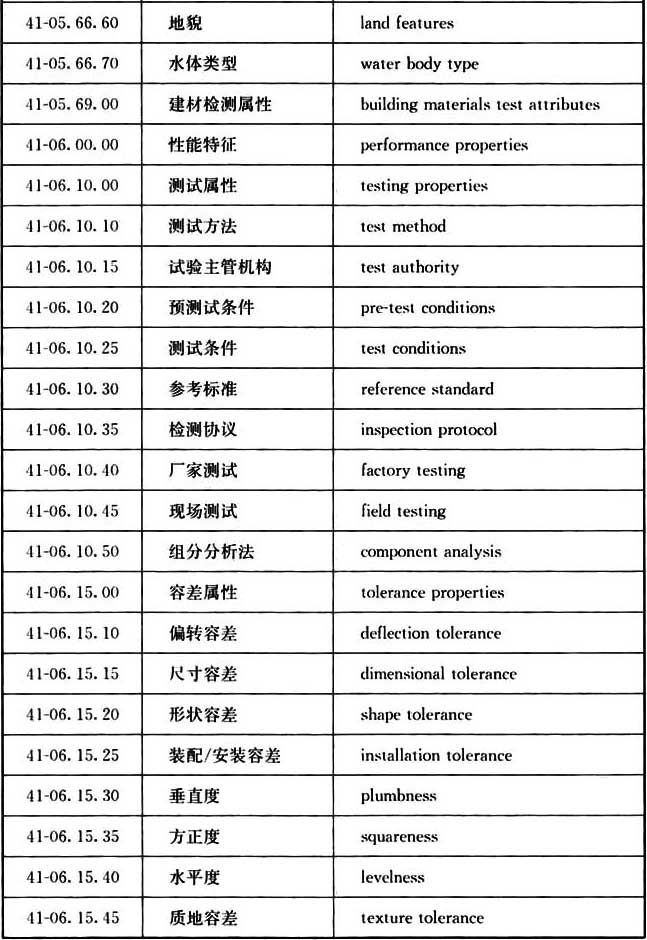 41-05.66.60 地貌 land features
41-05.66.70 水体类型 water body type
41-05.69.00 建材检测属性 building materials test attributes
41-06.00.00 性能特征 performance properties
41-06.10.00 测试属性 testing properties
41-06.10.10 测试方法 test method
41-06.10.15 试验主管机构 test authority
41-06.10.20 预测试条件 pre-test conditions
41-06.10.25 测试条件 test conditions
41-06.10.30 参考标准 reference standard
41-06.10.35 检测协议 inspection protocol
41-06.10.40 厂家测试 factory testing
41-06.10.45 现场测试 field testing
41-06.10.50 组分分析法 component analysis
41-06.15.00 容差属性 tolerance properties
41-06.15.10 偏转容差 deflection tolerance
41-06.15.15 尺寸容差 dimensional tolerance
41-06.15.20 形状容差 shape tolerance
41-06.15.25 装配/安装容差 installation tolerance
41-06.15.30 垂直度 plumbness
41-06.15.35 方正度 squareness
41-06.15.40 水平度 levelness
41-06.15.45 质地容差 texture tolerance